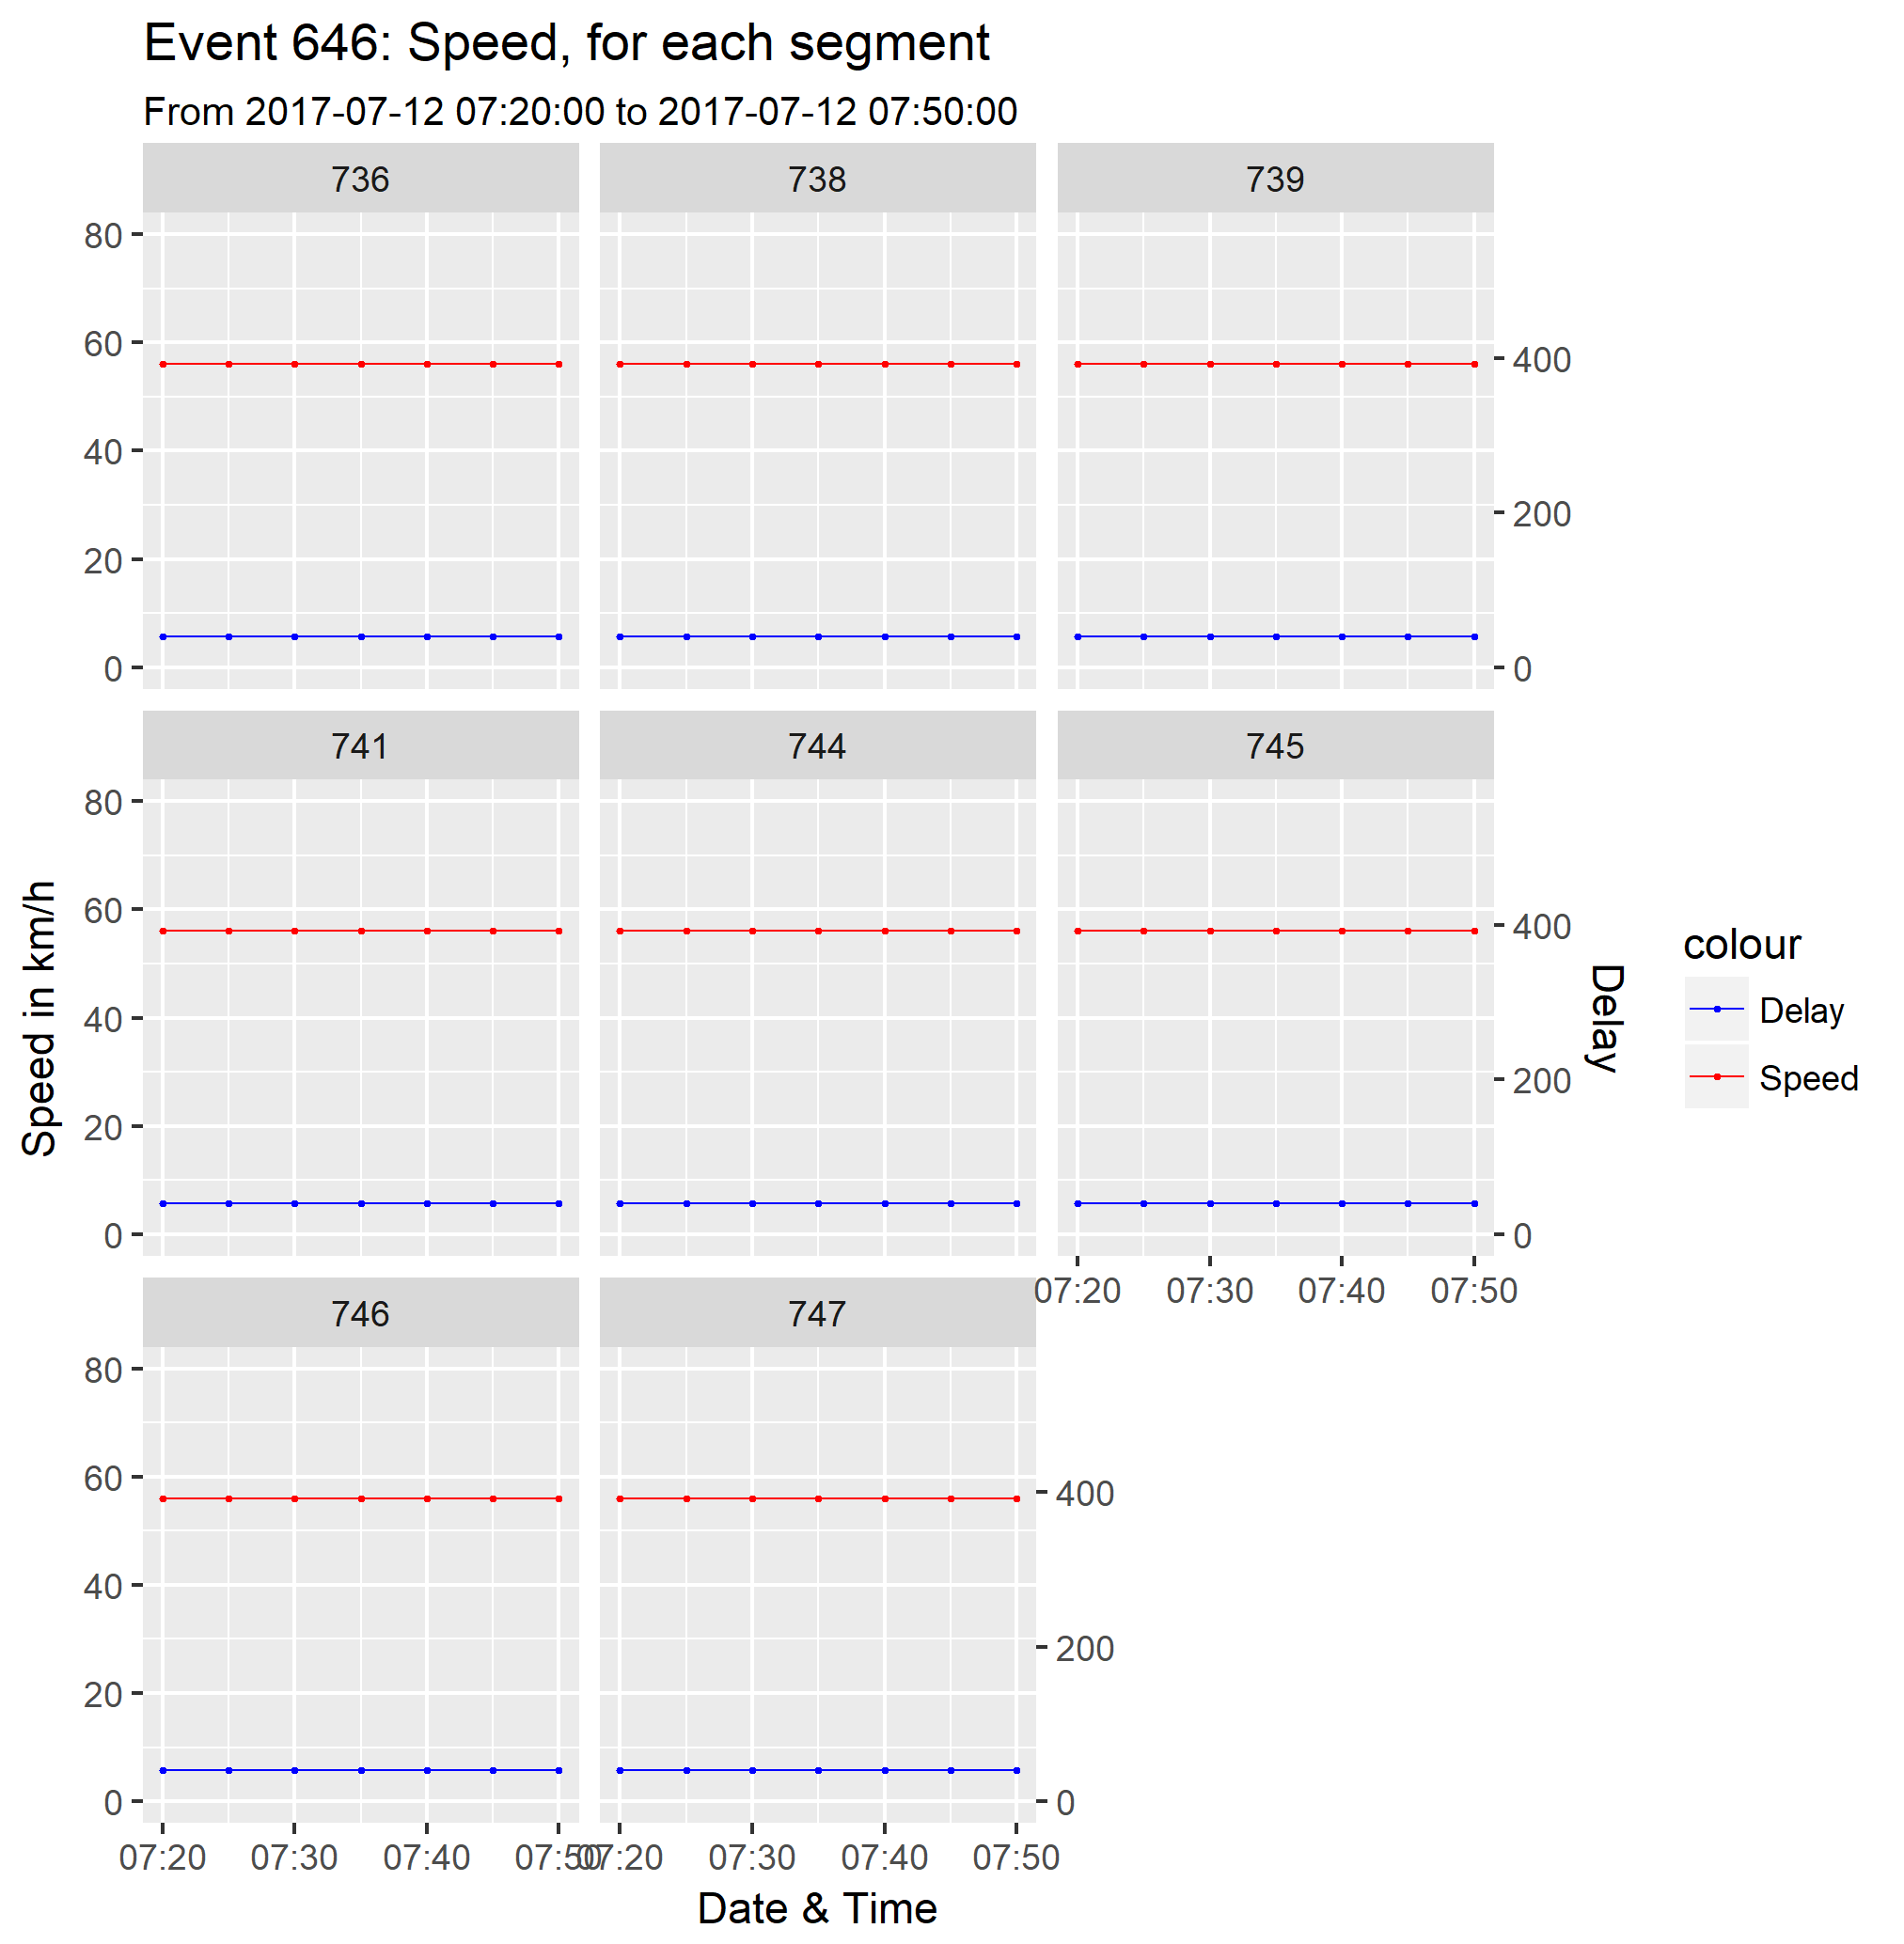 Event 646: Speed, for each segment
From 2017-07-12 07:20:00 to 2017-07-12 07:50:00
736 738 739
80
60
40
20
0
400
200
0
741 744 745
80
60
40
20
0
400
200
0
07:20 07:30 07:40 07:50
746 747
80
60
40
20
0
400
200
0
07:20 07:30 07:40 07:50 07:20 07:30 07:40 07:50
Date & Time
Speed in km/h
Delay
colour
Delay
Speed